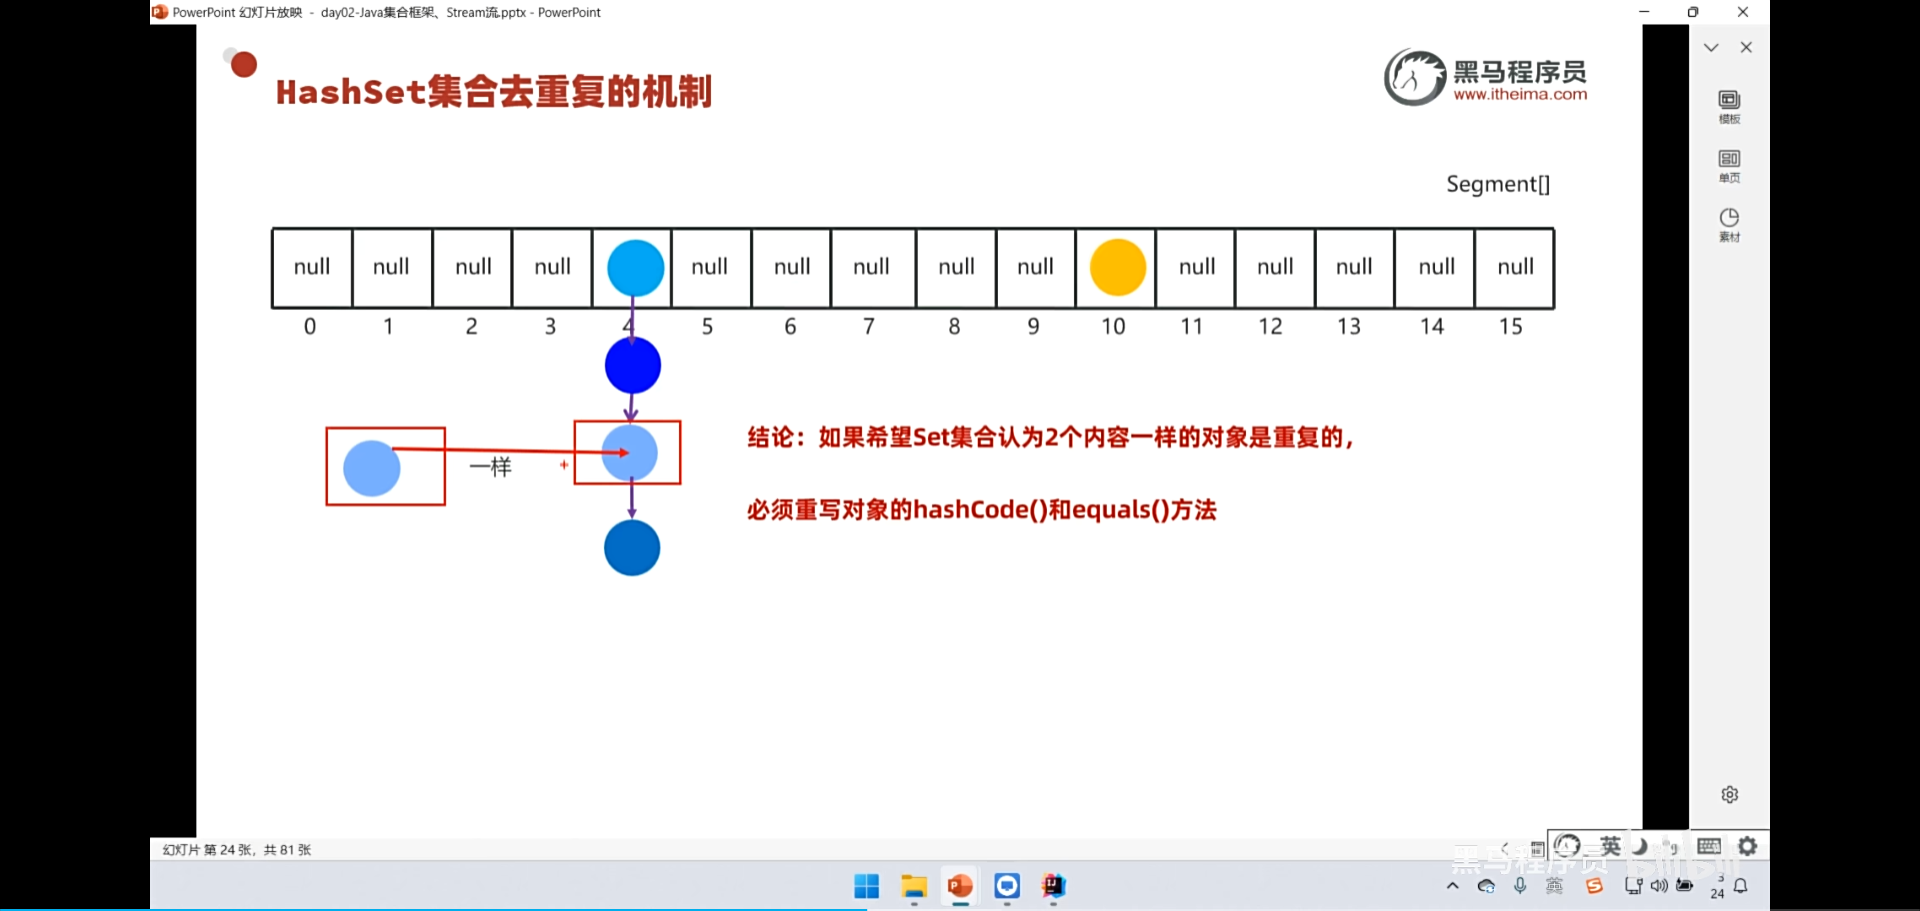 PowerPoint 幻灯片放映 - day02-Java集合框架、Stream流.pptx - PowerPoint
HashSet集合去重复的机制
黑马程序员
www.itheima.com
模板
单页
素材
Segment[]
null null null null null null null null null null null null null null
0 1 2 3 4 5 6 7 8 9 10 11 12 13 14 15
一样
结论：如果希望Set集合认为2个内容一样的对象是重复的，
必须重写对象的hashCode()和equals()方法
幻灯片 第 24 张，共 81 张
英
黑马程序员
英
24